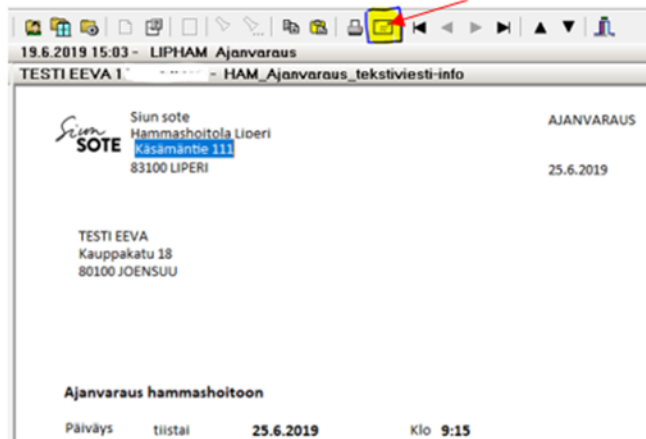 19.6.2019 15:03 - LIPHAM Ajanvaraus
TESTI EEVA 1 - HAM_Ajanvaraus_tekstiviesti-info
Siun SOTE
Siun sote
Hammashoitola Liperi
Käsämäntie 111
83100 LIPERI
AJANVARAUS
25.6.2019
TESTI EEVA
Kauppakatu 18
80100 JOENSUU
Ajanvaraus hammashoitoon
Päiväys tiistai 25.6.2019 Klo 9:15